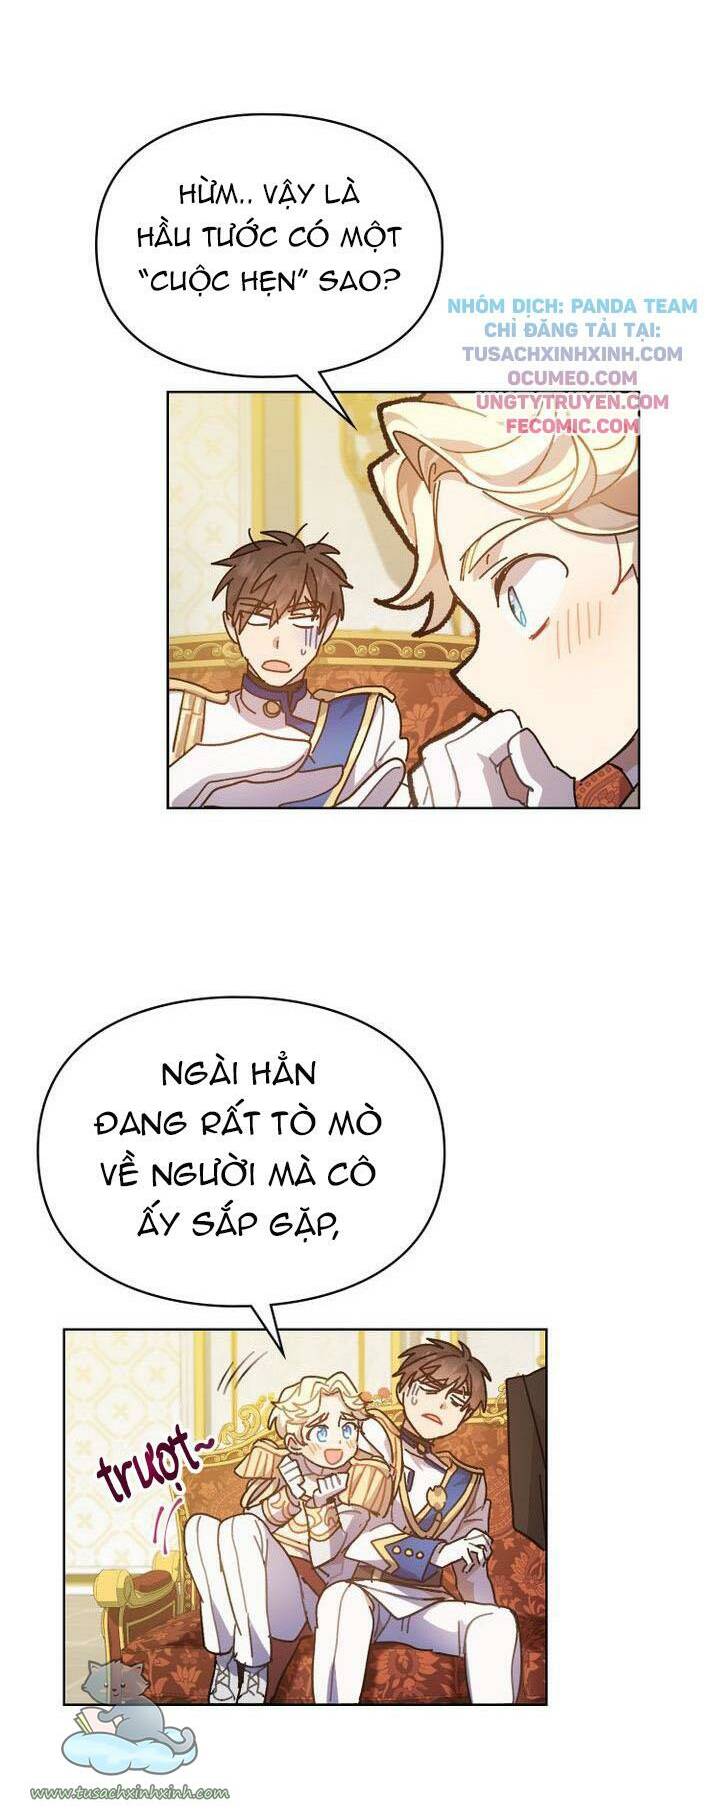 HỪM.. VẬY LÀ
HẦU TƯỚC CÓ MỘT
"CUỘC HẸN" SAO?
NHÓM DỊCH: PANDA TEAM
CHỈ ĐĂNG TẢI TẠI:
TUSACHXINHXINH.COM
OCUMEO.COM
UNGTYTRUYEN.COM
FECOMIC.COM
NGÀI HẲN
ĐANG RẤT TÒ MÒ
VỀ NGƯỜI MÀ CÔ
ẤY SẮP GẶP,
trượt~
www.tusachxinhxinh.com